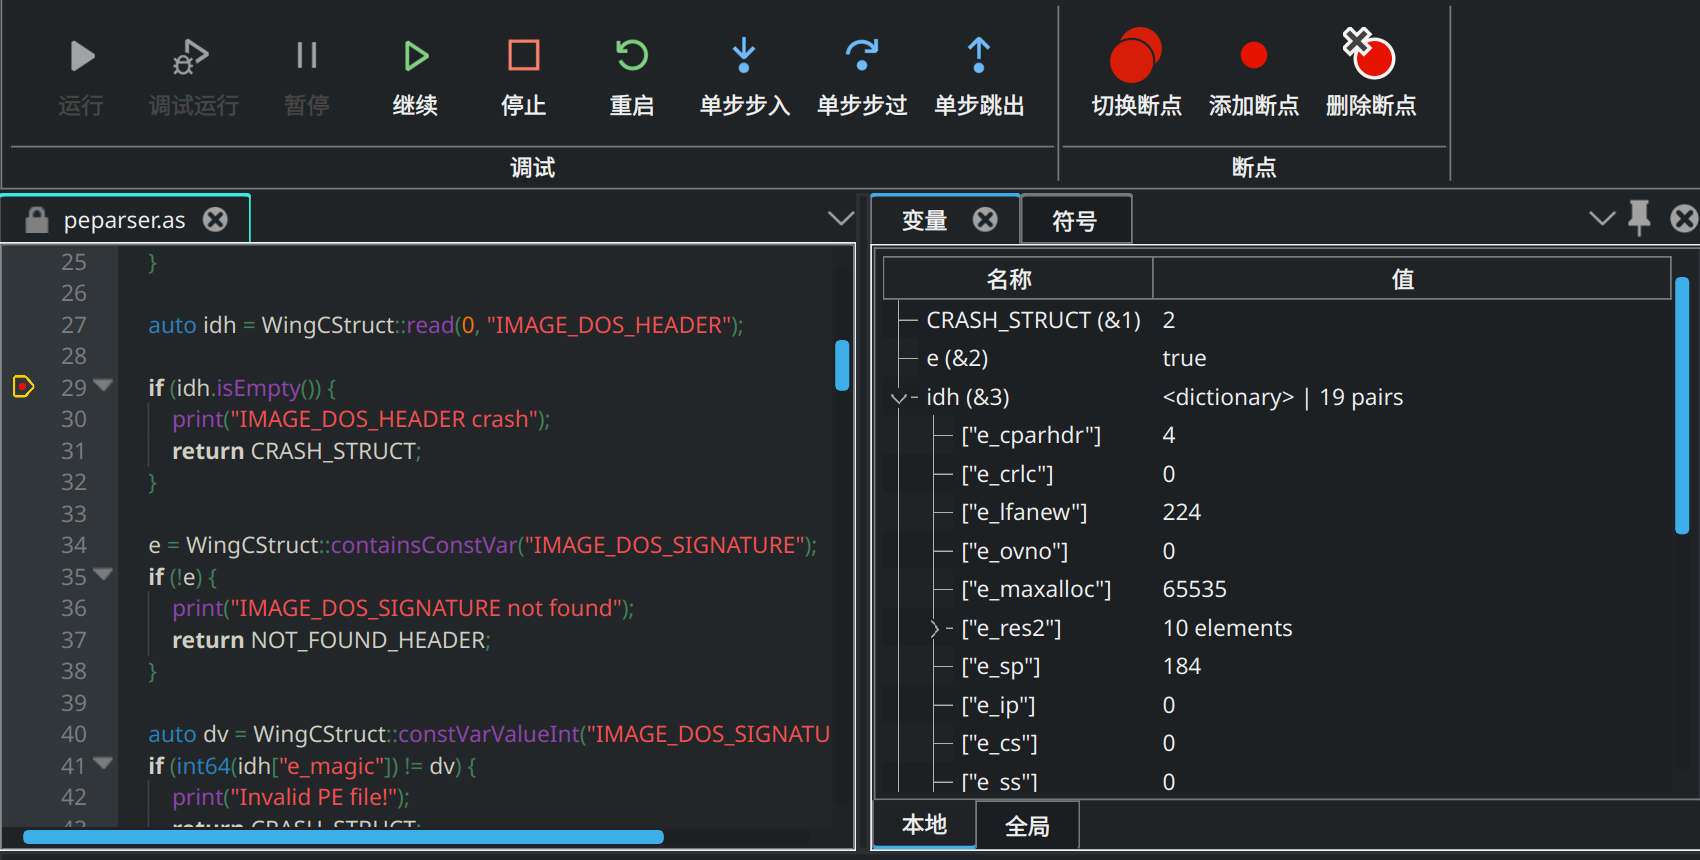 运行 调试运行 暂停 继续 停止 重启 单步步入 单步步过 单步跳出 切换断点 添加断点 删除断点
调试 断点
peparser.as
25 }
26
27 auto idh = WingCStruct::read(0, "IMAGE_DOS_HEADER");
28
29 if (idh.isEmpty()) {
30 print("IMAGE_DOS_HEADER crash");
31 return CRASH_STRUCT;
32 }
33
34 e = WingCStruct::containsConstVar("IMAGE_DOS_SIGNATURE");
35 if (!e) {
36 print("IMAGE_DOS_SIGNATURE not found");
37 return NOT_FOUND_HEADER;
38 }
39
40 auto dv = WingCStruct::constVarValueInt("IMAGE_DOS_SIGNATU
41 if (int64(idh["e_magic"]) != dv) {
42 print("Invalid PE file!");
43 return CRASH_STRUCT;
变量 符号
名称 值
CRASH_STRUCT (&1) 2
e (&2) true
idh (&3) <dictionary> | 19 pairs
["e_cparhdr"] 4
["e_crlc"] 0
["e_lfanew"] 224
["e_ovno"] 0
["e_maxalloc"] 65535
["e_res2"] 10 elements
["e_sp"] 184
["e_ip"] 0
["e_cs"] 0
["e_ss"] 0
本地 全局